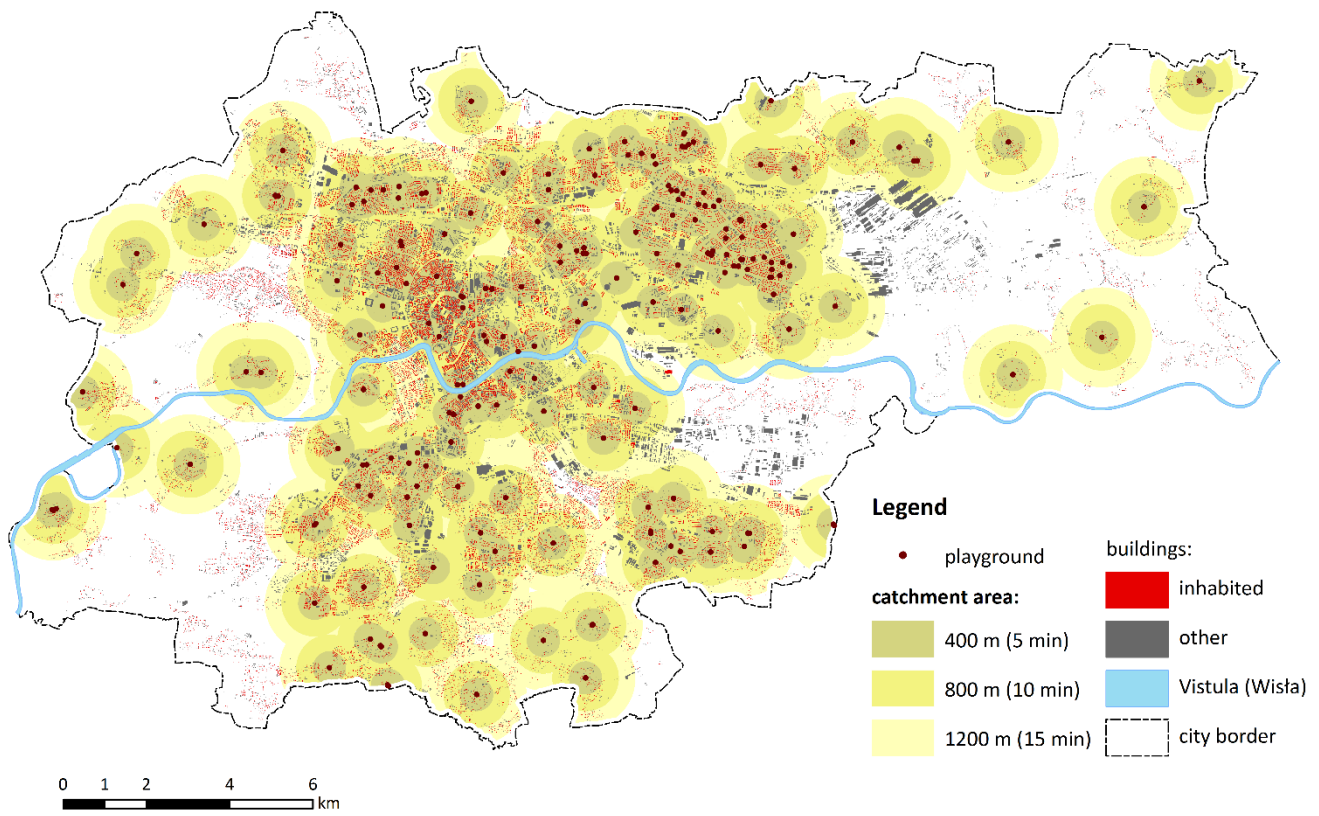 Legend
playground
catchment area:
400 m (5 min)
800 m (10 min)
1200 m (15 min)
buildings:
inhabited
other
Vistula (Wisła)
city border
0 1 2 4 6
km